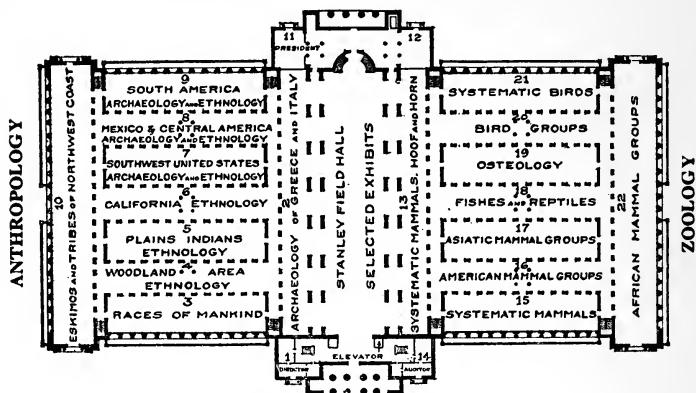 ANTHROPOLOGY
10
ESKIMOS AND TRIBES OF NORTHWEST COAST
9
SOUTH AMERICA
ARCHAEOLOGY AND ETHNOLOGY
8
MEXICO & CENTRAL AMERICA
ARCHAEOLOGY AND ETHNOLOGY
7
SOUTHWEST UNITED STATES
ARCHAEOLOGY AND ETHNOLOGY
6
CALIFORNIA ETHNOLOGY
5
PLAINS INDIANS
ETHNOLOGY
4
WOODLAND AREA
ETHNOLOGY
3
RACES OF MANKIND
2
ARCHAEOLOGY OF GREECE AND ITALY
11
PRESIDENT
12
STANLEY FIELD HALL
SELECTED EXHIBITS
13
SYSTEMATIC MAMMALS, HOOF AND HORN
1
DIRECTOR
ELEVATOR
14
AUDITOR
21
SYSTEMATIC BIRDS
20
BIRD GROUPS
19
OSTEOLOGY
18
FISHES AND REPTILES
17
ASIATIC MAMMAL GROUPS
16
AMERICAN MAMMAL GROUPS
15
SYSTEMATIC MAMMALS
22
AFRICAN MAMMAL GROUPS
ZOOLOGY